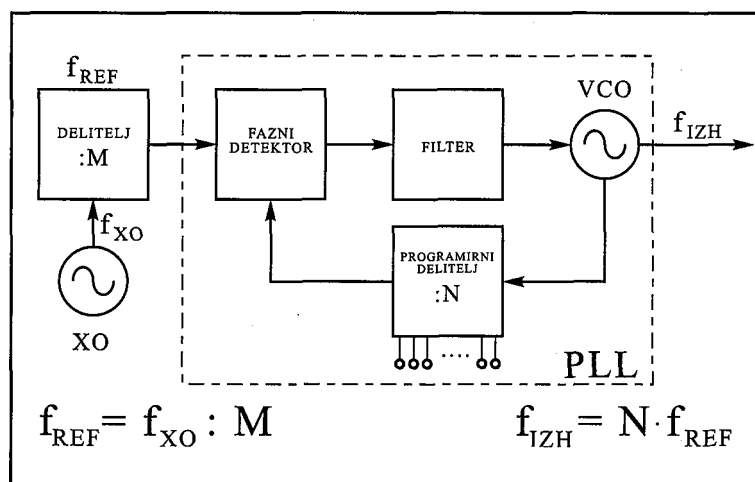 f_REF
DELITELJ
:M
f_XO
XO
FAZNI
DETEKTOR
FILTER
VCO
f_IZH
PROGRAMIRNI
DELITELJ
:N
....
PLL
f_REF = f_XO : M
f_IZH = N · f_REF